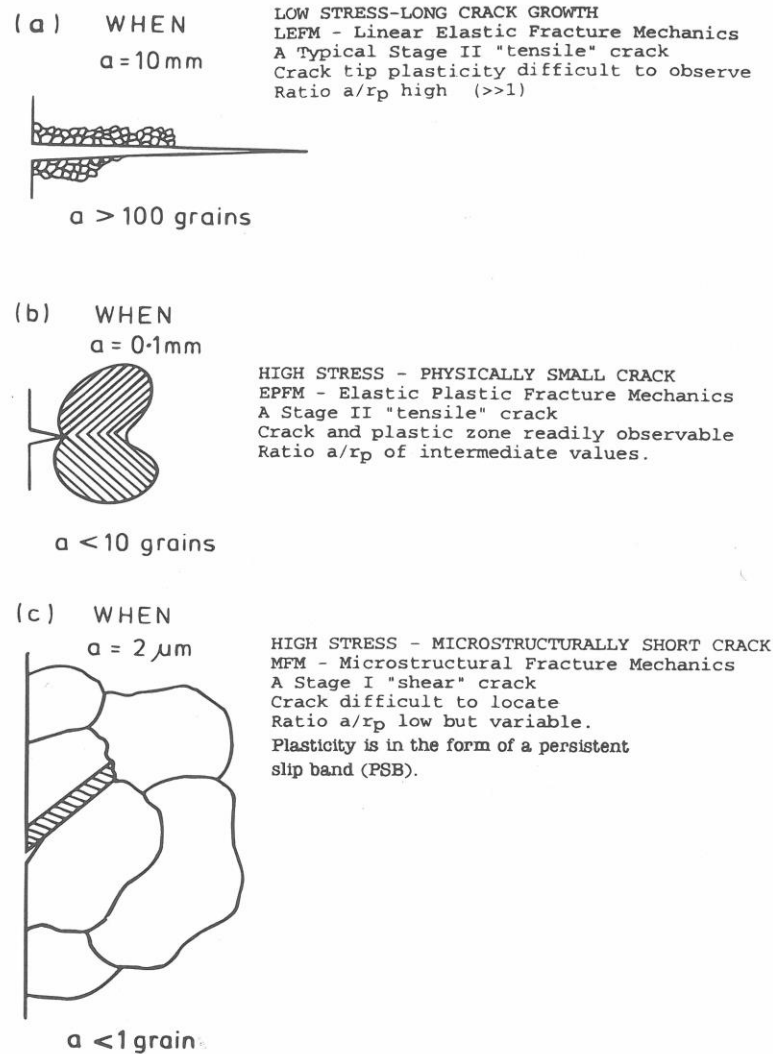 (a) WHEN
a = 10 mm
LOW STRESS-LONG CRACK GROWTH
LEFM - Linear Elastic Fracture Mechanics
A Typical Stage II "tensile" crack
Crack tip plasticity difficult to observe
Ratio a/rp high (>>1)
a > 100 grains
(b) WHEN
a = 0·1mm
HIGH STRESS - PHYSICALLY SMALL CRACK
EPFM - Elastic Plastic Fracture Mechanics
A Stage II "tensile" crack
Crack and plastic zone readily observable
Ratio a/rp of intermediate values.
a < 10 grains
(c) WHEN
a = 2 μm
HIGH STRESS - MICROSTRUCTURALLY SHORT CRACK
MFM - Microstructural Fracture Mechanics
A Stage I "shear" crack
Crack difficult to locate
Ratio a/rp low but variable.
Plasticity is in the form of a persistent
slip band (PSB).
a < 1 grain